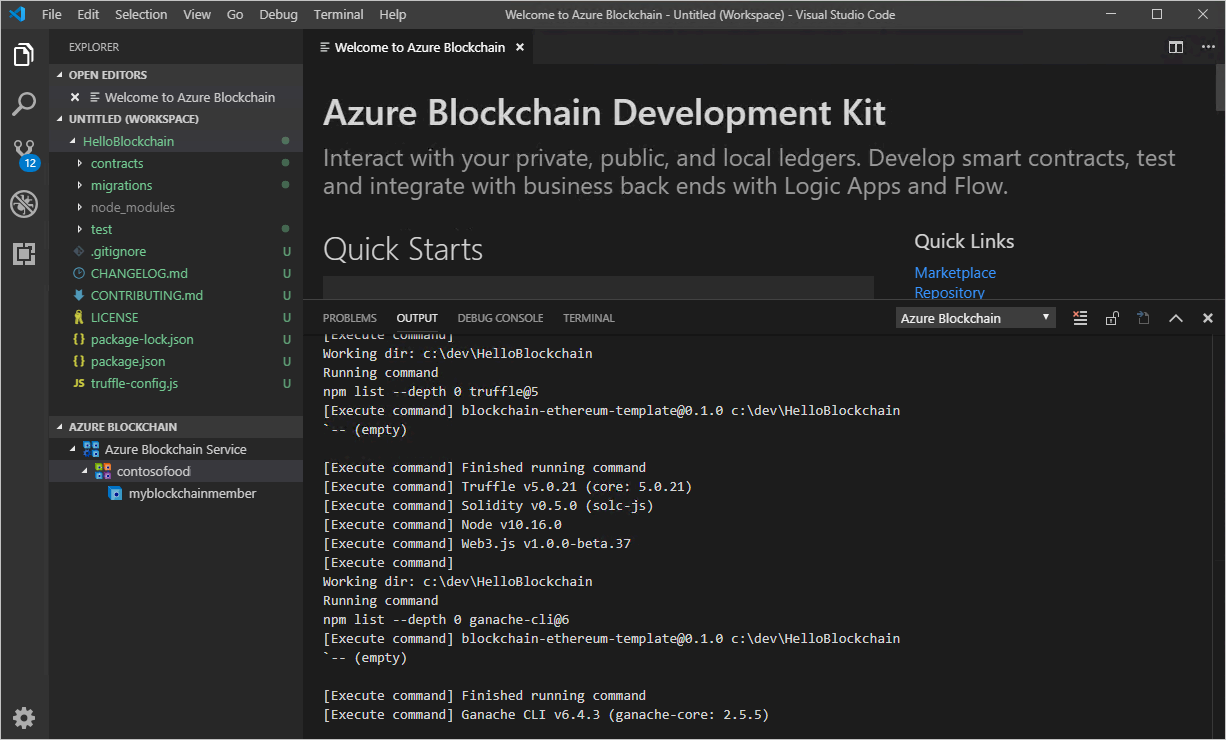 File Edit Selection View Go Debug Terminal Help
Welcome to Azure Blockchain - Untitled (Workspace) - Visual Studio Code
EXPLORER
OPEN EDITORS
Welcome to Azure Blockchain
UNTITLED (WORKSPACE)
HelloBlockchain
contracts
migrations
node_modules
test
.gitignore U
CHANGELOG.md U
CONTRIBUTING.md U
LICENSE U
{} package-lock.json U
{} package.json U
JS truffle-config.js U
12
AZURE BLOCKCHAIN
Azure Blockchain Service
contosofood
myblockchainmember
Welcome to Azure Blockchain
Azure Blockchain Development Kit
Interact with your private, public, and local ledgers. Develop smart contracts, test
and integrate with business back ends with Logic Apps and Flow.
Quick Starts
Quick Links
Marketplace
Repository
PROBLEMS OUTPUT DEBUG CONSOLE TERMINAL
Azure Blockchain
[Execute command]
Working dir: c:\dev\HelloBlockchain
Running command
npm list --depth 0 truffle@5
[Execute command] blockchain-ethereum-template@0.1.0 c:\dev\HelloBlockchain
`-- (empty)
[Execute command] Finished running command
[Execute command] Truffle v5.0.21 (core: 5.0.21)
[Execute command] Solidity v0.5.0 (solc-js)
[Execute command] Node v10.16.0
[Execute command] Web3.js v1.0.0-beta.37
[Execute command]
Working dir: c:\dev\HelloBlockchain
Running command
npm list --depth 0 ganache-cli@6
[Execute command] blockchain-ethereum-template@0.1.0 c:\dev\HelloBlockchain
`-- (empty)
[Execute command] Finished running command
[Execute command] Ganache CLI v6.4.3 (ganache-core: 2.5.5)